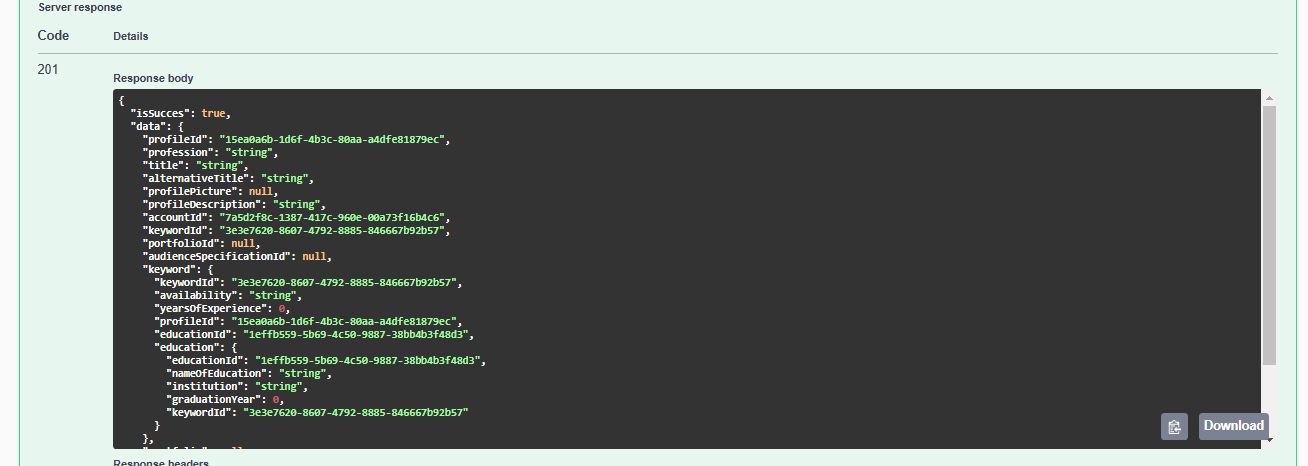 Server response
Code Details
201
Response body
{
"isSucces": true,
"data": {
"profileId": "15ea0a6b-1d6f-4b3c-80aa-a4dfe81879ec",
"profession": "string",
"title": "string",
"alternativeTitle": "string",
"profilePicture": null,
"profileDescription": "string",
"accountId": "7a5d2f8c-1387-417c-960e-00a73f16b4c6",
"keywordId": "3e3e7620-8607-4792-8885-846667b92b57",
"portfolioId": null,
"audienceSpecificationId": null,
"keyword": {
"keywordId": "3e3e7620-8607-4792-8885-846667b92b57",
"availability": "string",
"yearsOfExperience": 0,
"profileId": "15ea0a6b-1d6f-4b3c-80aa-a4dfe81879ec",
"educationId": "1effb559-5b69-4c50-9887-38bb4b3f48d3",
"education": {
"educationId": "1effb559-5b69-4c50-9887-38bb4b3f48d3",
"nameOfEducation": "string",
"institution": "string",
"graduationYear": 0,
"keywordId": "3e3e7620-8607-4792-8885-846667b92b57"
}
},
Download
Response headers